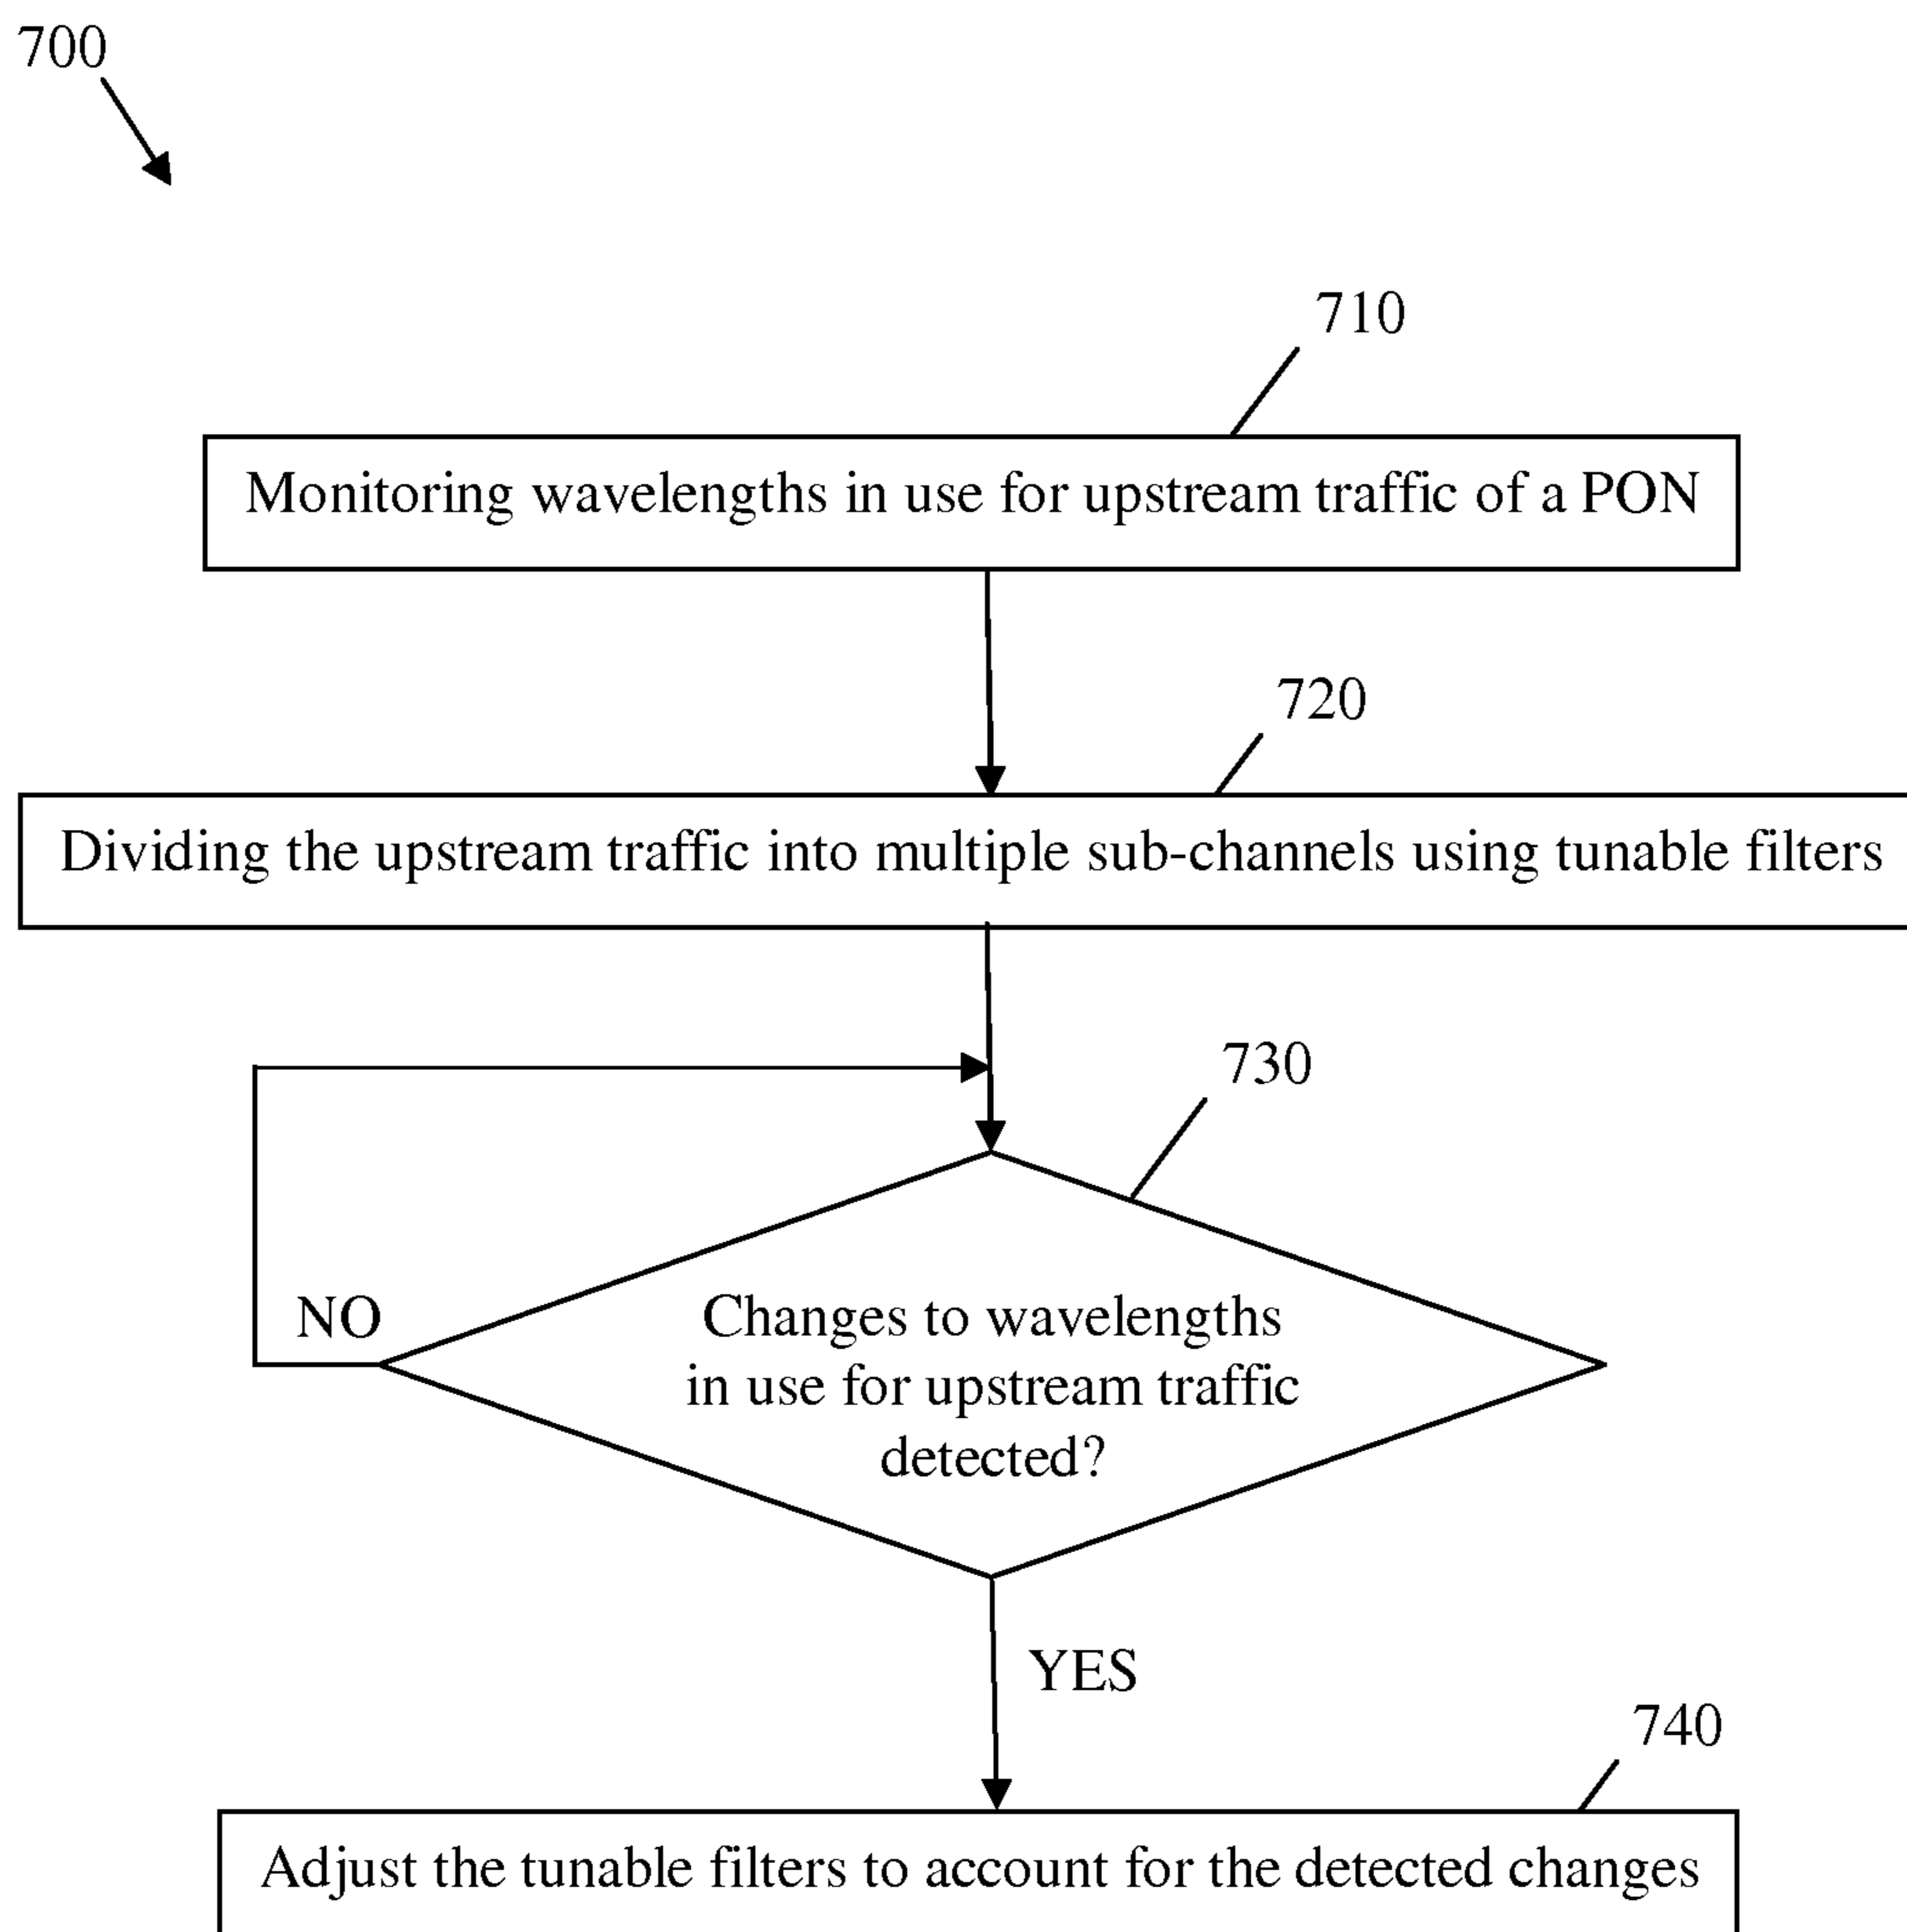 700
710
Monitoring wavelengths in use for upstream traffic of a PON
720
Dividing the upstream traffic into multiple sub-channels using tunable filters
730
NO
Changes to wavelengths
in use for upstream traffic
detected?
YES
740
Adjust the tunable filters to account for the detected changes